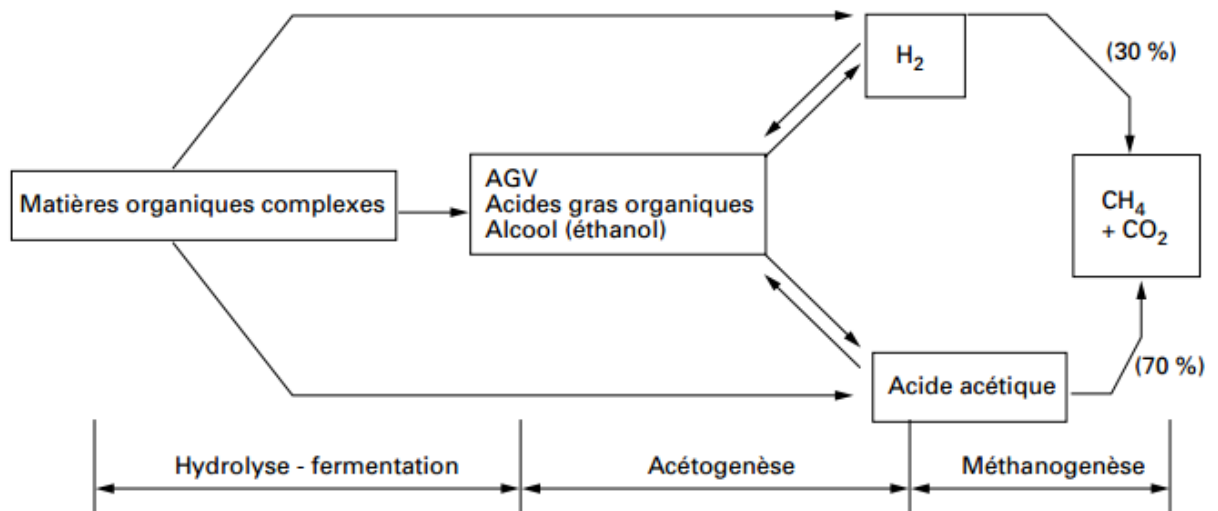 H₂
(30 %)
Matières organiques complexes
AGV
Acides gras organiques
Alcool (éthanol)
CH₄
+ CO₂
Acide acétique
(70 %)
Hydrolyse - fermentation
Acétogenèse
Méthanogenèse